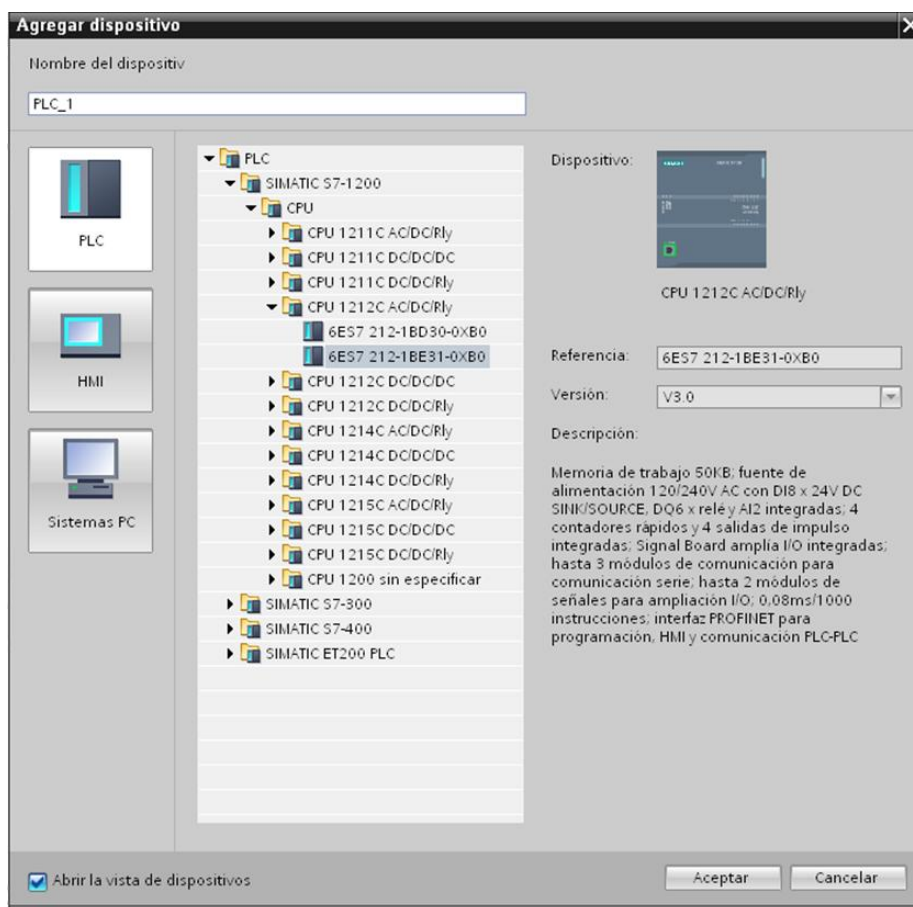 Agregar dispositivo
Nombre del dispositiv
PLC_1
PLC
HMI
Sistemas PC
PLC
SIMATIC S7-1200
CPU
CPU 1211C AC/DC/Rly
CPU 1211C DC/DC/DC
CPU 1211C DC/DC/Rly
CPU 1212C AC/DC/Rly
6ES7 212-1BD30-0XB0
6ES7 212-1BE31-0XB0
CPU 1212C DC/DC/DC
CPU 1212C DC/DC/Rly
CPU 1214C AC/DC/Rly
CPU 1214C DC/DC/DC
CPU 1214C DC/DC/Rly
CPU 1215C AC/DC/Rly
CPU 1215C DC/DC/DC
CPU 1215C DC/DC/Rly
CPU 1200 sin especificar
SIMATIC S7-300
SIMATIC S7-400
SIMATIC ET200 PLC
Dispositivo:
CPU 1212C AC/DC/Rly
Referencia:
6ES7 212-1BE31-0XB0
Versión:
V3.0
Descripción:
Memoria de trabajo 50KB; fuente de
alimentación 120/240V AC con DI8 x 24V DC
SINK/SOURCE, DQ6 x relé y AI2 integradas; 4
contadores rápidos y 4 salidas de impulso
integradas; Signal Board amplía I/O integradas;
hasta 3 módulos de comunicación para
comunicación serie; hasta 2 módulos de
señales para ampliación I/O; 0,08ms/1000
instrucciones; interfaz PROFINET para
programación, HMI y comunicación PLC-PLC
Abrir la vista de dispositivos
Aceptar
Cancelar